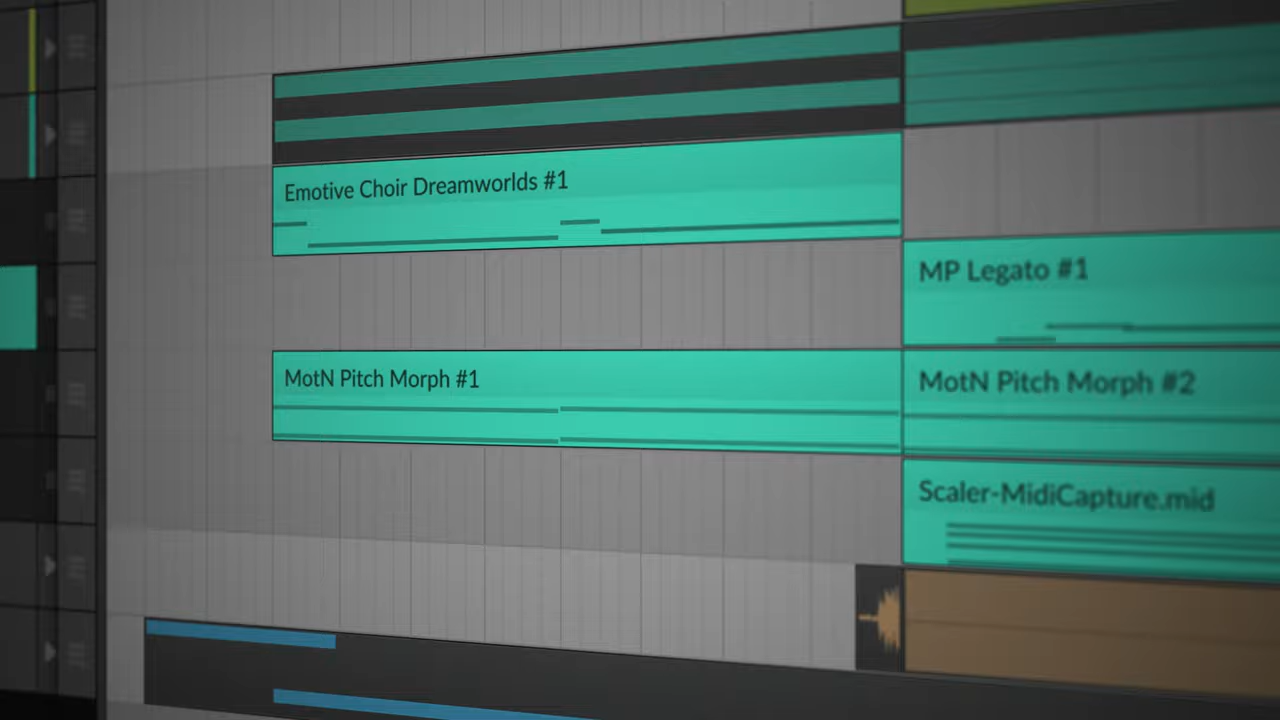 Emotive Choir Dreamworlds #1
MP Legato #1
MotN Pitch Morph #1
MotN Pitch Morph #2
Scaler-MidiCapture.mid